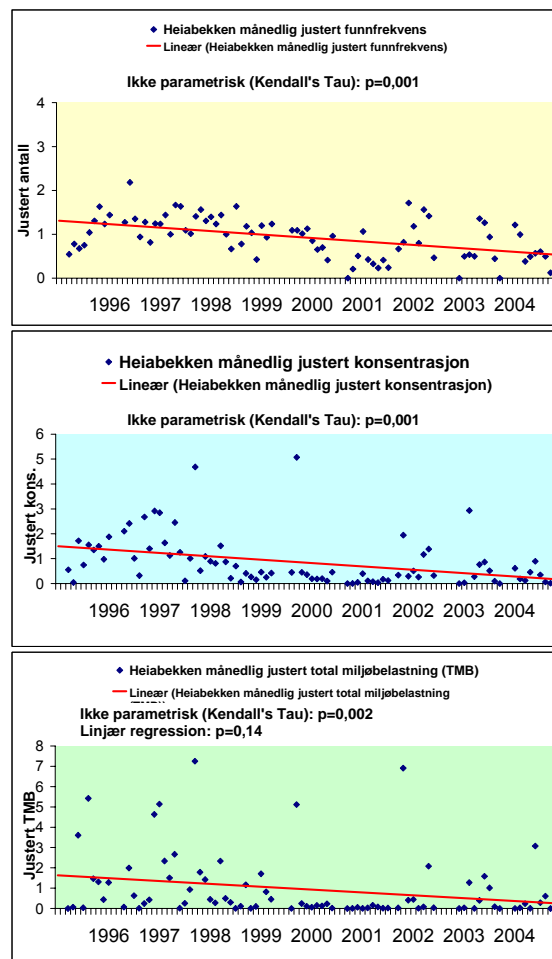 Heiabekken månedlig justert funnfrekvens
Lineær (Heiabekken månedlig justert funnfrekvens)
Ikke parametrisk (Kendall's Tau): p=0,001
Justert antall
4
3
2
1
0
1996 1997 1998 1999 2000 2001 2002 2003 2004
Heiabekken månedlig justert konsentrasjon
Lineær (Heiabekken månedlig justert konsentrasjon)
Ikke parametrisk (Kendall's Tau): p=0,001
Justert kons.
6
5
4
3
2
1
0
1996 1997 1998 1999 2000 2001 2002 2003 2004
Heiabekken månedlig justert total miljøbelastning (TMB)
Lineær (Heiabekken månedlig justert total miljøbelastning
Ikke parametrisk (Kendall's Tau): p=0,002
Linjær regression: p=0,14
Justert TMB
8
7
6
5
4
3
2
1
0
1996 1997 1998 1999 2000 2001 2002 2003 2004